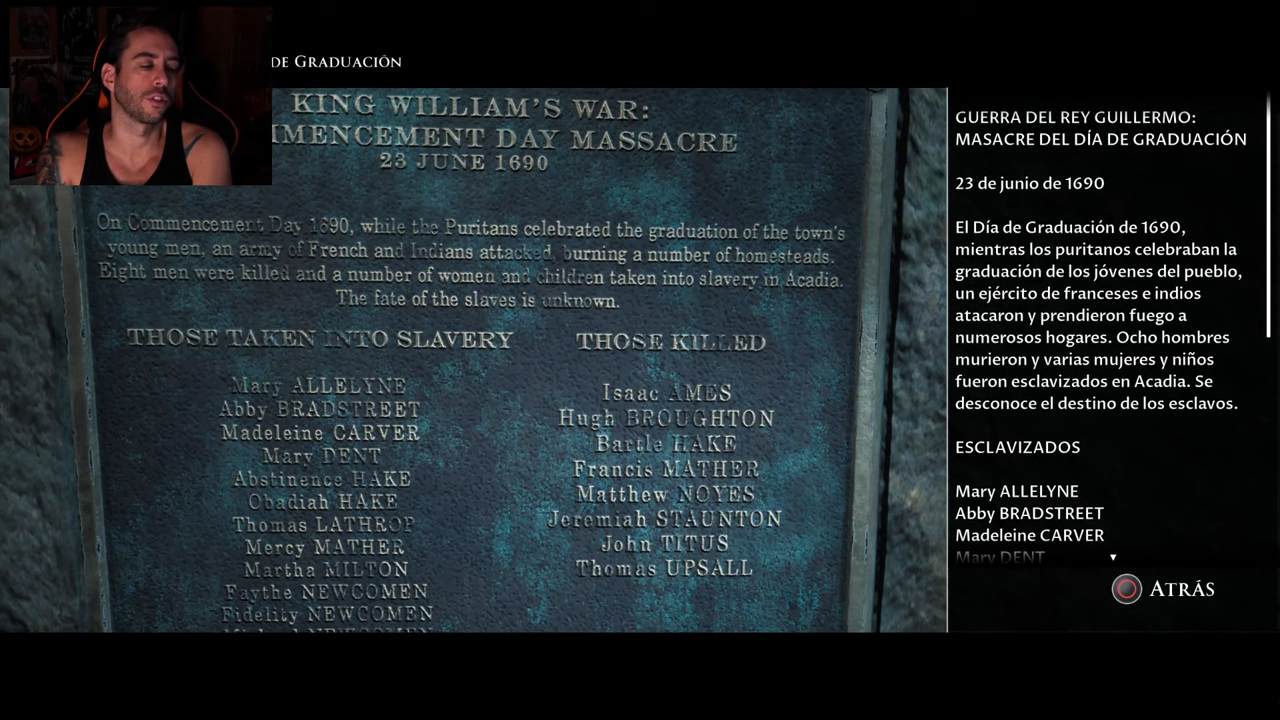 DE GRADUACIÓN
KING WILLIAM'S WAR:
MENCEMENT DAY MASSACRE
23 JUNE 1690
On Commencement Day 1690, while the Puritans celebrated the graduation of the town's
young men, an army of French and Indians attacked, burning a number of homesteads.
Eight men were killed and a number of women and children taken into slavery in Acadia.
The fate of the slaves is unknown.
THOSE TAKEN INTO SLAVERY
Mary ALLELYNE
Abby BRADSTREET
Madeleine CARVER
Mary DENT
Abstinence HAKE
Obadiah HAKE
Thomas LATHROP
Mercy MATHER
Martha MILTON
Faythe NEWCOMEN
Fidelity NEWCOMEN
THOSE KILLED
Isaac AMES
Hugh BROUGHTON
Bartle HAKE
Francis MATHER
Matthew NOYES
Jeremiah STAUNTON
John TITUS
Thomas UPSALL
GUERRA DEL REY GUILLERMO:
MASACRE DEL DÍA DE GRADUACIÓN
23 de junio de 1690
El Día de Graduación de 1690,
mientras los puritanos celebraban la
graduación de los jóvenes del pueblo,
un ejército de franceses e indios
atacaron y prendieron fuego a
numerosos hogares. Ocho hombres
murieron y varias mujeres y niños
fueron esclavizados en Acadia. Se
desconoce el destino de los esclavos.
ESCLAVIZADOS
Mary ALLELYNE
Abby BRADSTREET
Madeleine CARVER
Mary DENT
ATRÁS